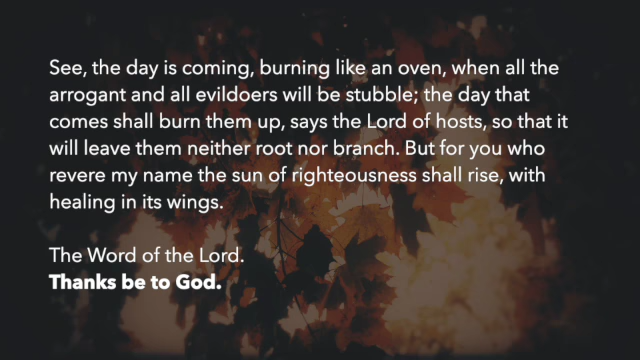 See, the day is coming, burning like an oven, when all the
arrogant and all evildoers will be stubble; the day that
comes shall burn them up, says the Lord of hosts, so that it
will leave them neither root nor branch. But for you who
revere my name the sun of righteousness shall rise, with
healing in its wings.
The Word of the Lord.
Thanks be to God.